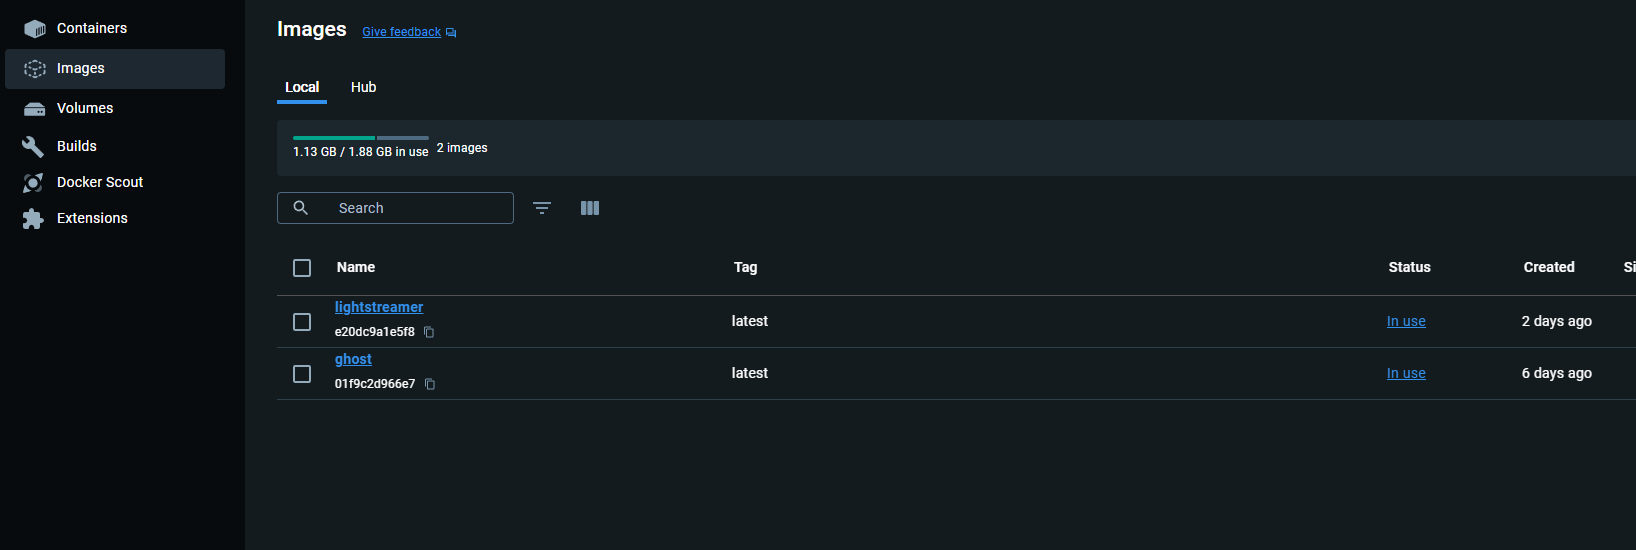 Containers
Images
Volumes
Builds
Docker Scout
Extensions
Images Give feedback
Local Hub
1.13 GB / 1.88 GB in use 2 images
Search
Name Tag Status Created Si
lightstreamer
e20dc9a1e5f8
latest In use 2 days ago
ghost
01f9c2d966e7
latest In use 6 days ago